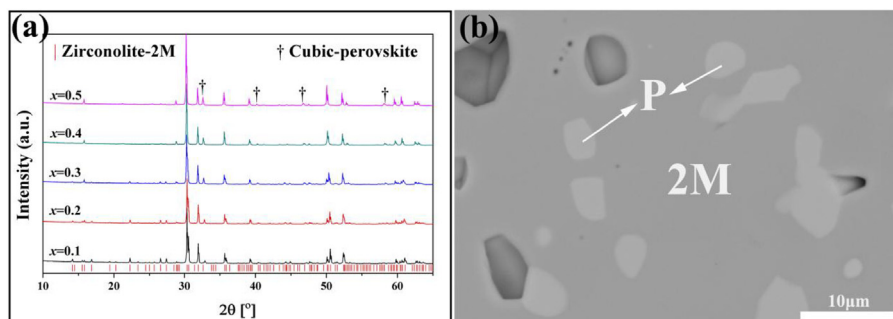 (a)
Zirconolite-2M
† Cubic-perovskite
†
†
†
†
x=0.5
x=0.4
x=0.3
x=0.2
x=0.1
Intensity (a.u.)
10
20
30
40
50
60
2θ [°]
(b)
P
2M
10μm